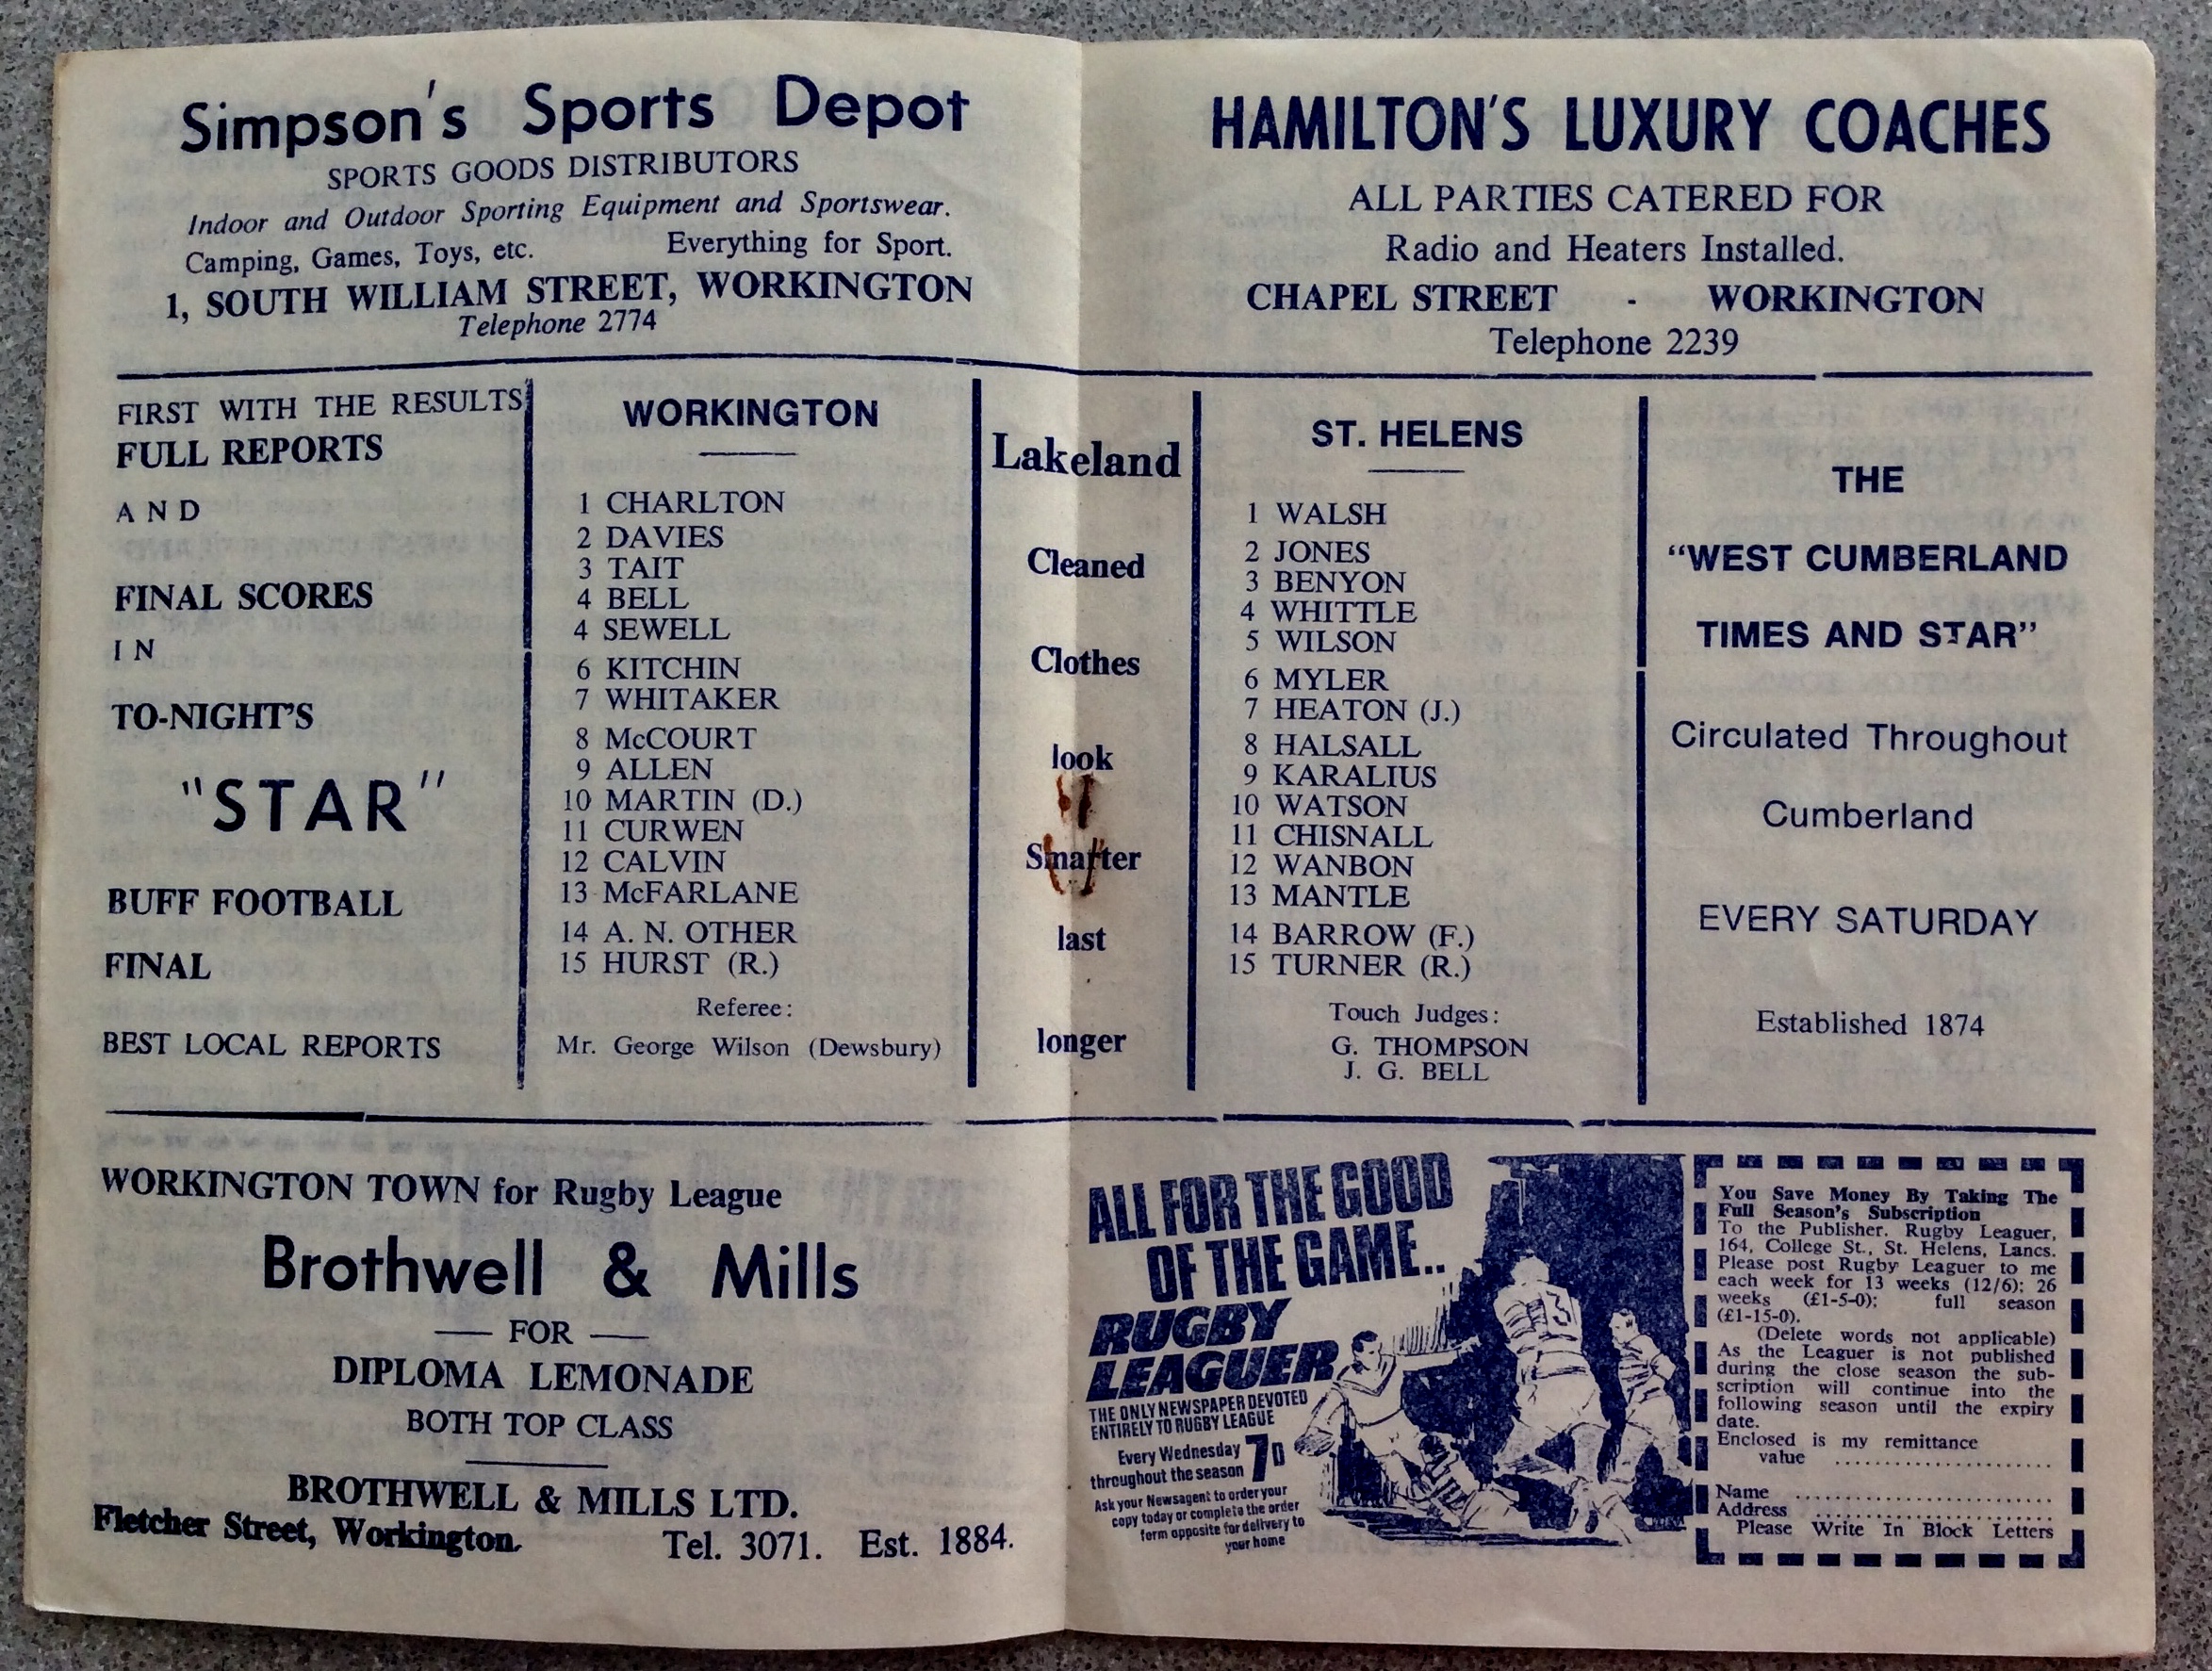 Simpson's Sports Depot
SPORTS GOODS DISTRIBUTORS
Indoor and Outdoor Sporting Equipment and Sportswear.
Camping, Games, Toys, etc. Everything for Sport.
1, SOUTH WILLIAM STREET, WORKINGTON
Telephone 2774
HAMILTON'S LUXURY COACHES
ALL PARTIES CATERED FOR
Radio and Heaters Installed.
CHAPEL STREET - WORKINGTON
Telephone 2239
FIRST WITH THE RESULTS
FULL REPORTS
AND
FINAL SCORES
IN
TO-NIGHT'S
"STAR"
BUFF FOOTBALL
FINAL
BEST LOCAL REPORTS
WORKINGTON
1 CHARLTON
2 DAVIES
3 TAIT
4 BELL
4 SEWELL
6 KITCHIN
7 WHITAKER
8 McCOURT
9 ALLEN
10 MARTIN (D.)
11 CURWEN
12 CALVIN
13 McFARLANE
14 A. N. OTHER
15 HURST (R.)
Referee:
Mr. George Wilson (Dewsbury)
Lakeland
Cleaned
Clothes
look
Smarter
last
longer
ST. HELENS
1 WALSH
2 JONES
3 BENYON
4 WHITTLE
5 WILSON
6 MYLER
7 HEATON (J.)
8 HALSALL
9 KARALIUS
10 WATSON
11 CHISNALL
12 WANBON
13 MANTLE
14 BARROW (F.)
15 TURNER (R.)
Touch Judges:
G. THOMPSON
J. G. BELL
THE
"WEST CUMBERLAND
TIMES AND STAR"
Circulated Throughout
Cumberland
EVERY SATURDAY
Established 1874
WORKINGTON TOWN for Rugby League
Brothwell & Mills
— FOR —
DIPLOMA LEMONADE
BOTH TOP CLASS
BROTHWELL & MILLS LTD.
Fletcher Street, Workington. Tel. 3071. Est. 1884.
ALL FOR THE GOOD
OF THE GAME..
RUGBY
LEAGUER
THE ONLY NEWSPAPER DEVOTED
ENTIRELY TO RUGBY LEAGUE
Every Wednesday
throughout the season 7D
Ask your Newsagent to order your
copy today or complete the order
form opposite for delivery to
your home
3
You Save Money By Taking The
Full Season's Subscription
To the Publisher. Rugby Leaguer,
164, College St., St. Helens, Lancs.
Please post Rugby Leaguer to me
each week for 13 weeks (12/6); 26
weeks (£1-5-0); full season
(£1-15-0).
(Delete words not applicable)
As the Leaguer is not published
during the close season the sub-
scription will continue into the
following season until the expiry
date.
Enclosed is my remittance
value ........................
Name ............................
Address ..........................
Please Write In Block Letters